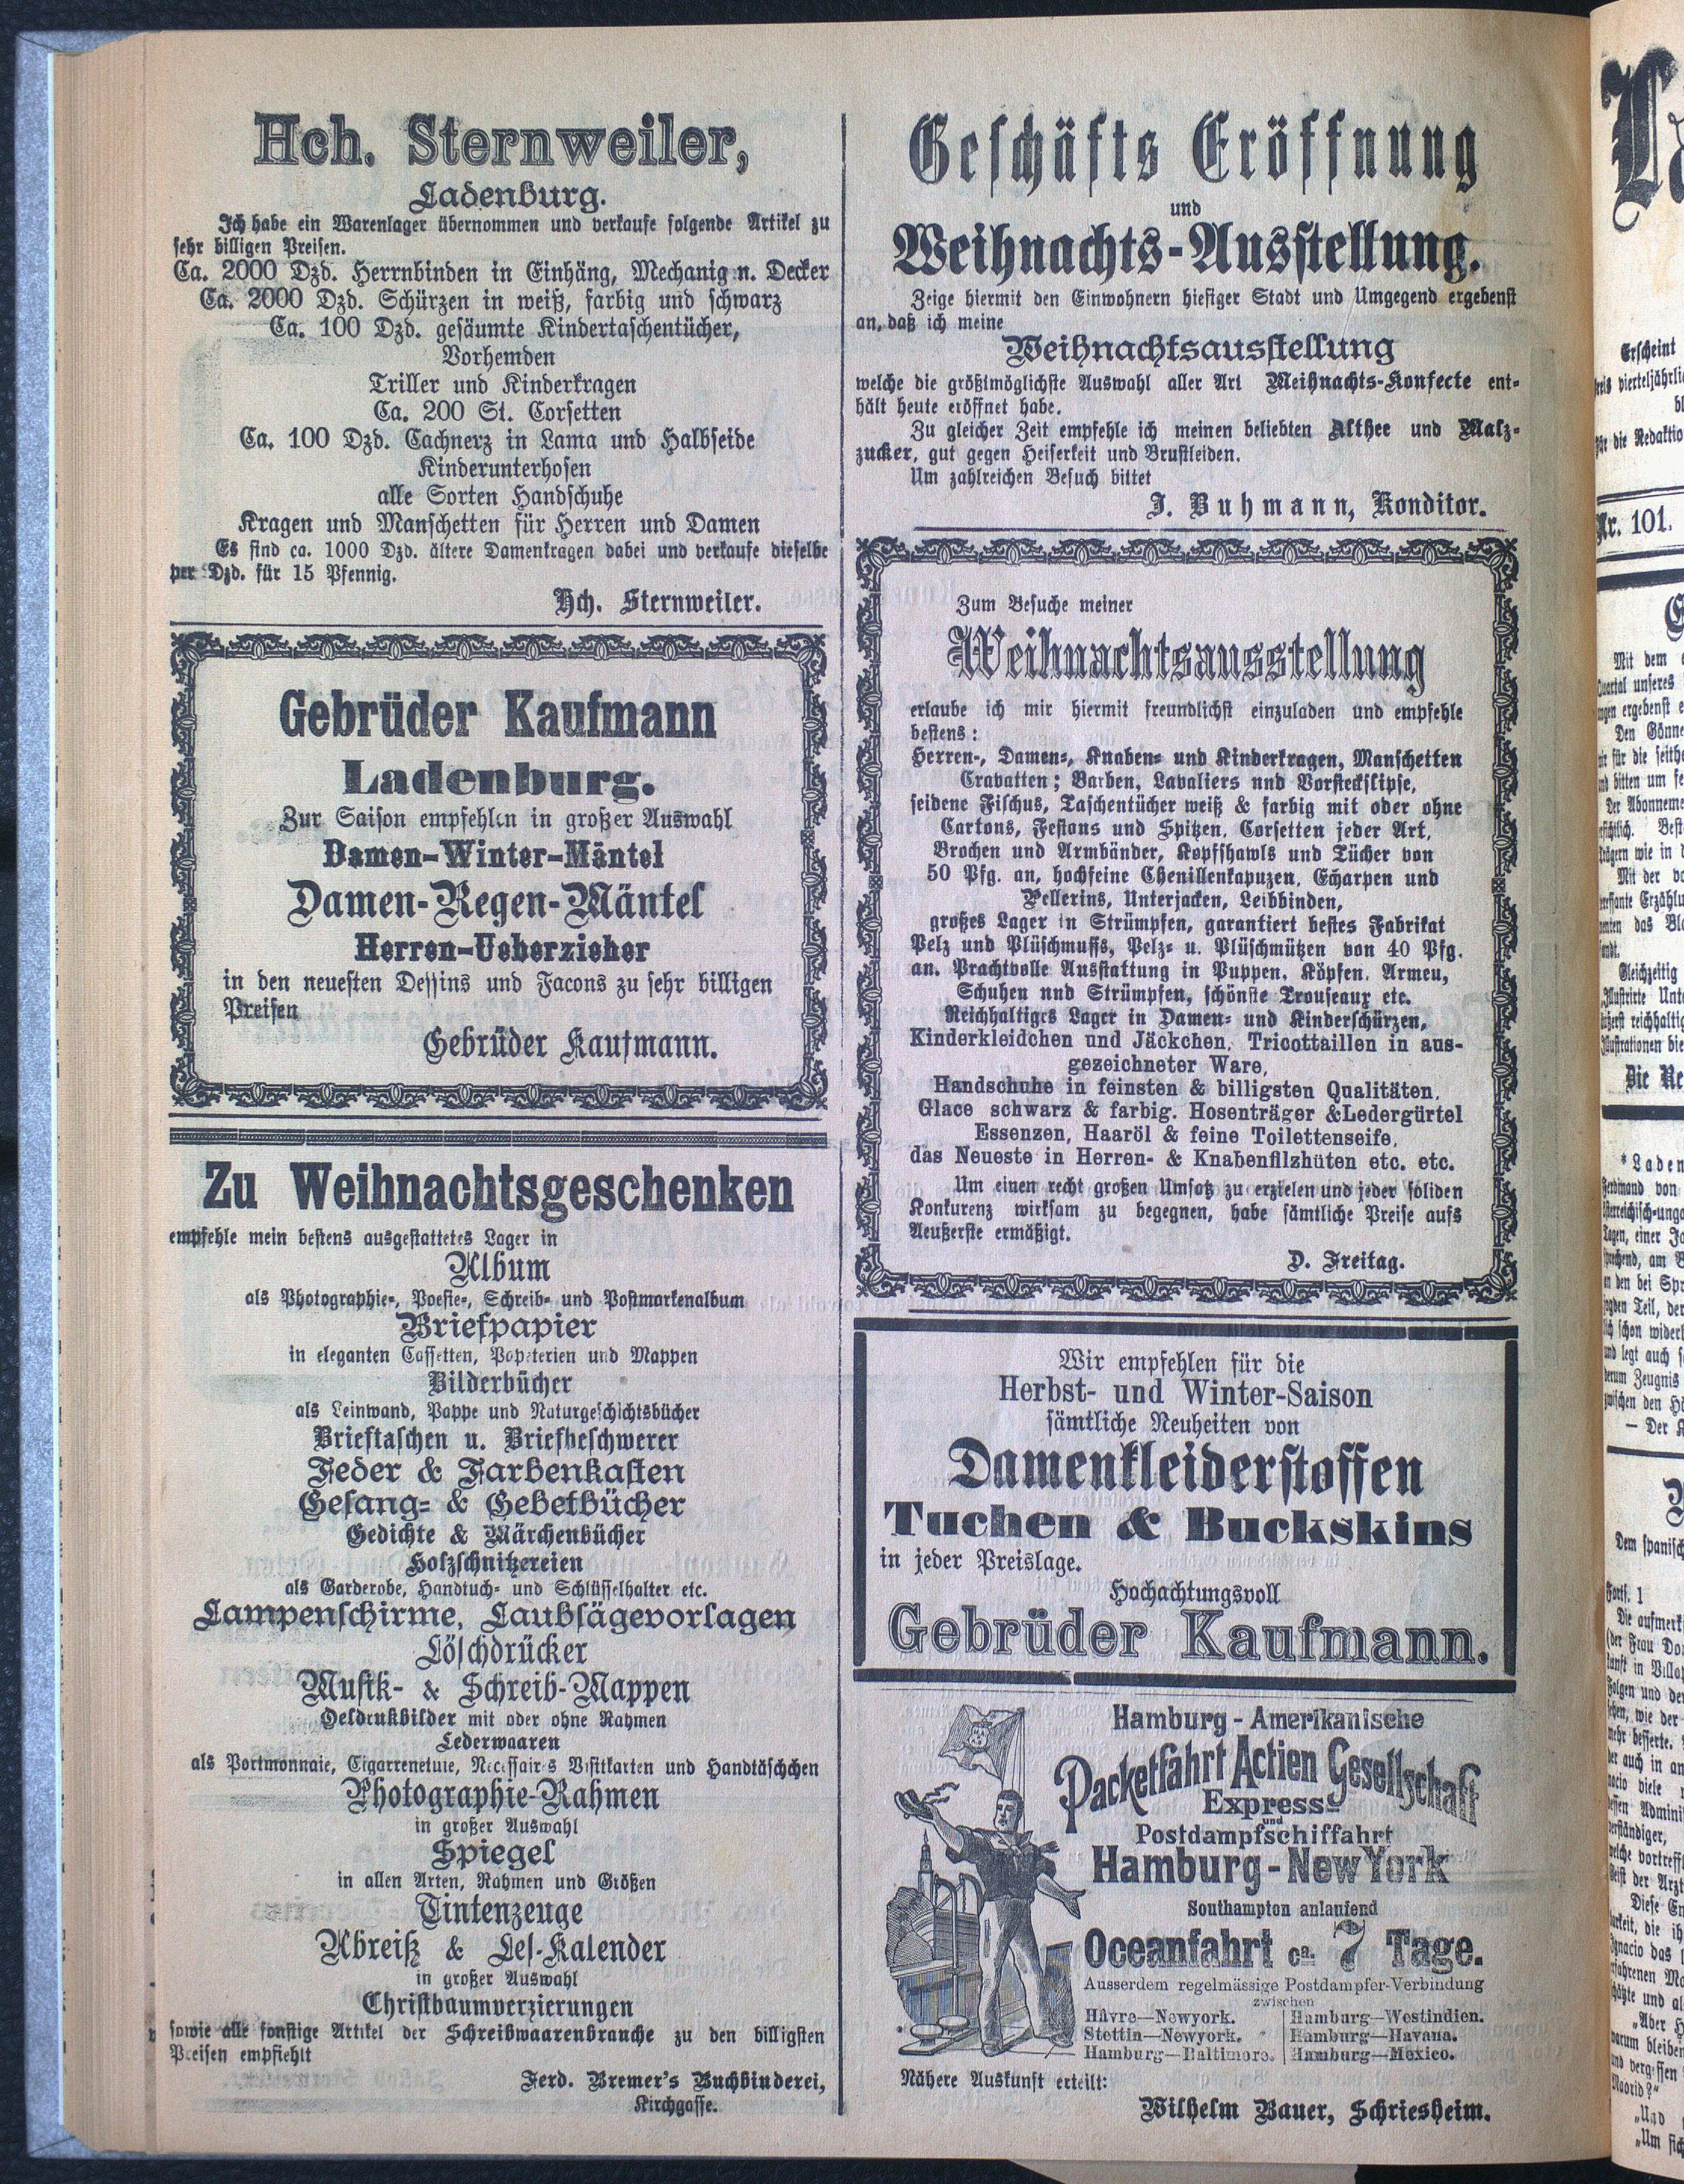 Hch. Sternweiler,
Ladenburg.
Ich habe ein Warenlager übernommen und verkaufe folgende Artikel zu
sehr billigen Preisen.
Ca. 2000 Dzd. Herrnbinden in Einhäng, Mechanig n. Decker
Ca. 2000 Dzd. Schürzen in weiß, farbig und schwarz
Ca. 100 Dzd. gesäumte Kindertaschentücher,
Vorhemden
Triller und Kinderkragen
Ca. 200 St. Corsetten
Ca. 100 Dzd. Cachnerz in Lama und Halbseide
Kinderunterhosen
alle Sorten Handschuhe
Kragen und Manschetten für Herren und Damen
Es sind ca. 1000 Dzd. ältere Damenkragen dabei und verkaufe dieselbe
per Dzd. für 15 Pfennig.
Hch. Sternweiler.
Gebrüder Kaufmann
Ladenburg.
Zur Saison empfehlen in großer Auswahl
Damen-Winter-Mäntel
Damen-Regen-Mäntel
Herren-Ueberzieher
in den neuesten Dessins und Facons zu sehr billigen
Preisen
Gebrüder Kaufmann.
Zu Weihnachtsgeschenken
empfehle mein bestens ausgestattetes Lager in
Album
als Photographie-, Poesie-, Schreib- und Postmarkenalbum
Briefpapier
in eleganten Cassetten, Papeterien und Mappen
Bilderbücher
als Leinwand, Pappe und Naturgeschichtsbücher
Brieftaschen u. Briefbeschwerer
Feder & Farbenkasten
Gesang- & Gebetbücher
Gedichte & Märchenbücher
Holzschnitzereien
als Garderobe, Handtuch- und Schlüsselhalter etc.
Lampenschirme, Laubsägevorlagen
Löschdrücker
Musik- & Schreib-Mappen
Oeldrukbilder mit oder ohne Rahmen
Lederwaaren
als Portmonnaie, Cigarrenetuie, Necessair's Visitkarten und Handtäschchen
Photographie-Rahmen
in großer Auswahl
Spiegel
in allen Arten, Rahmen und Größen
Tintenzeuge
Abreiß & Les-Kalender
in großer Auswahl
Christbaumverzierungen
sowie alle sonstige Artikel der Schreibwaarenbranche zu den billigsten
Preisen empfiehlt
Ferd. Bremer's Buchbinderei,
Kirchgasse.
Geschäfts Eröffnung
und
Weihnachts-Ausstellung.
Zeige hiermit den Einwohnern hiesiger Stadt und Umgegend ergebenst
an, daß ich meine
Weihnachtsausstellung
welche die größtmöglichste Auswahl aller Art Weihnachts-Konfecte ent-
hält heute eröffnet habe.
Zu gleicher Zeit empfehle ich meinen beliebten Althee und Malz-
zucker, gut gegen Heiserkeit und Brustleiden.
Um zahlreichen Besuch bittet
J. Buhmann, Konditor.
Zum Besuche meiner
Weihnachtsausstellung
erlaube ich mir hiermit freundlichst einzuladen und empfehle
bestens:
Herren-, Damen-, Knaben- und Kinderkragen, Manschetten
Cravatten; Barben, Lavaliers nnd Vorsteckslipse,
seidene Fischus, Taschentücher weiß & farbig mit oder ohne
Cartons, Festons und Spitzen, Corsetten jeder Art,
Brochen und Armbänder, Kopfshawls und Tücher von
50 Pfg. an, hochfeine Chenillenkapuzen, Echarpen und
Pellerins, Unterjacken, Leibbinden,
großes Lager in Strümpfen, garantiert bestes Fabrikat
Pelz und Plüschmuffs, Pelz- u. Plüschmützen von 40 Pfg.
an. Prachtvolle Ausstattung in Puppen, Köpfen, Armeu,
Schuhen nnd Strümpfen, schönste Trouseaux etc.
Reichhaltiges Lager in Damen- und Kinderschürzen,
Kinderkleidchen und Jäckchen, Tricottaillen in aus-
gezeichneter Ware,
Handschuhe in feinsten & billigsten Qualitäten,
Glace schwarz & farbig. Hosenträger &Ledergürtel
Essenzen, Haaröl & feine Toilettenseife,
das Neueste in Herren- & Knabenfilzhüten etc. etc.
Um einen recht großen Umsatz zu erzielen und jeder soliden
Konkurenz wirksam zu begegnen, habe sämtliche Preise aufs
Aeußerste ermäßigt.
D. Freitag.
Wir empfehlen für die
Herbst- und Winter-Saison
sämtliche Neuheiten von
Damenkleiderstoffen
Tuchen & Buckskins
in jeder Preislage.
Hochachtungsvoll
Gebrüder Kaufmann.
Hamburg-Amerikanische
Packetfahrt Actien Gesellschaft
Express-
und
Postdampfschiffahrt
Hamburg-NewYork
Southampton anlaufend
Oceanfahrt ca. 7 Tage.
Ausserdem regelmässige Postdampfer-Verbindung
zwischen
Hâvre—Newyork. Hamburg—Westindien.
Stettin—Newyork. Hamburg—Havana.
Hamburg—Baltimore. Hamburg—Mexico.
Nähere Auskunft erteilt:
Wilhelm Bauer, Schriesheim.
Erscheint
Nr. 101.
Mit dem
Den Gönne